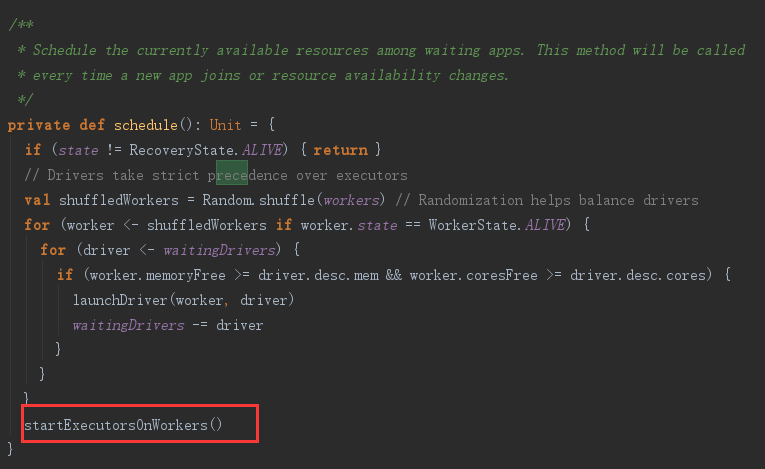 /**
 * Schedule the currently available resources among waiting apps. This method will be called
 * every time a new app joins or resource availability changes.
 */
private def schedule(): Unit = {
  if (state != RecoveryState.ALIVE) { return }
  // Drivers take strict precedence over executors
  val shuffledWorkers = Random.shuffle(workers) // Randomization helps balance drivers
  for (worker <- shuffledWorkers if worker.state == WorkerState.ALIVE) {
    for (driver <- waitingDrivers) {
      if (worker.memoryFree >= driver.desc.mem && worker.coresFree >= driver.desc.cores) {
        launchDriver(worker, driver)
        waitingDrivers -= driver
      }
    }
  }
  startExecutorsOnWorkers()
}